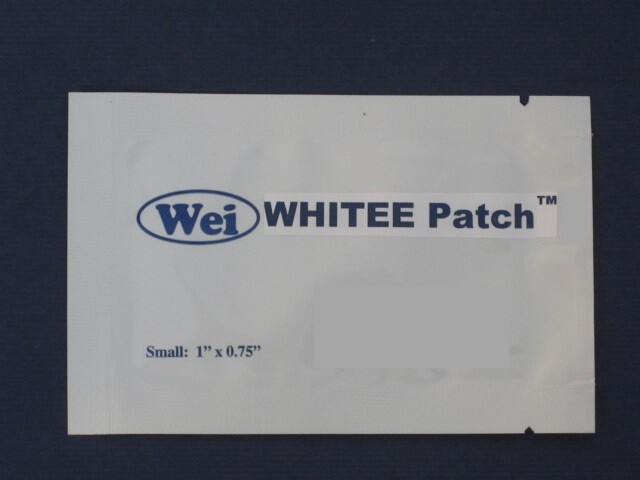 Wei WHITEE Patch™
Small: 1” x 0.75”